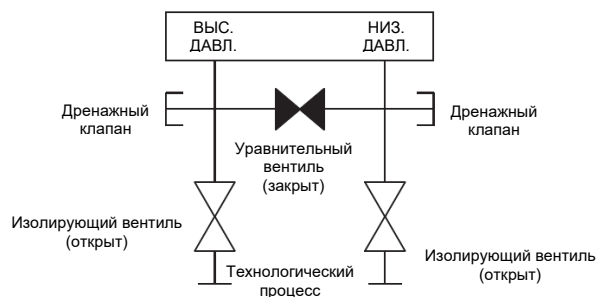 ВЫС.
ДАВЛ.
НИЗ.
ДАВЛ.
Дренажный
клапан
Дренажный
клапан
Уравнительный
вентиль
(закрыт)
Изолирующий вентиль
(открыт)
Изолирующий вентиль
(открыт)
Технологический
процесс